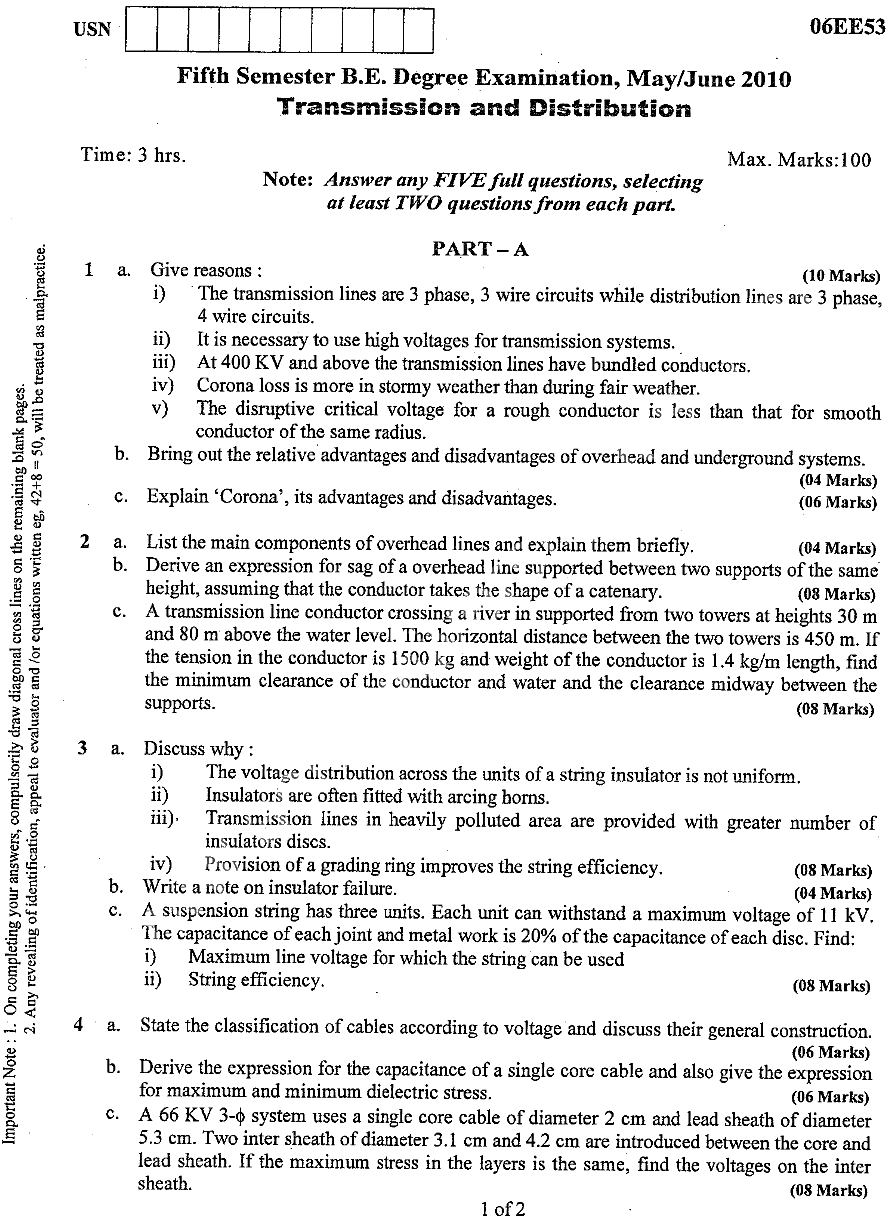 USN
06EE53
Fifth Semester B.E. Degree Examination, May/June 2010
Transmission and Distribution
Time: 3 hrs.
Max. Marks:100
Note: Answer any FIVE full questions, selecting
at least TWO questions from each part.
PART – A
1 a. Give reasons : (10 Marks)
i) The transmission lines are 3 phase, 3 wire circuits while distribution lines are 3 phase,
4 wire circuits.
ii) It is necessary to use high voltages for transmission systems.
iii) At 400 KV and above the transmission lines have bundled conductors.
iv) Corona loss is more in stormy weather than during fair weather.
v) The disruptive critical voltage for a rough conductor is less than that for smooth
conductor of the same radius.
b. Bring out the relative advantages and disadvantages of overhead and underground systems.
(04 Marks)
c. Explain ‘Corona’, its advantages and disadvantages. (06 Marks)
2 a. List the main components of overhead lines and explain them briefly. (04 Marks)
b. Derive an expression for sag of a overhead line supported between two supports of the same
height, assuming that the conductor takes the shape of a catenary. (08 Marks)
c. A transmission line conductor crossing a river in supported from two towers at heights 30 m
and 80 m above the water level. The horizontal distance between the two towers is 450 m. If
the tension in the conductor is 1500 kg and weight of the conductor is 1.4 kg/m length, find
the minimum clearance of the conductor and water and the clearance midway between the
supports. (08 Marks)
3 a. Discuss why :
i) The voltage distribution across the units of a string insulator is not uniform.
ii) Insulators are often fitted with arcing horns.
iii) Transmission lines in heavily polluted area are provided with greater number of
insulators discs.
iv) Provision of a grading ring improves the string efficiency. (08 Marks)
b. Write a note on insulator failure. (04 Marks)
c. A suspension string has three units. Each unit can withstand a maximum voltage of 11 kV.
The capacitance of each joint and metal work is 20% of the capacitance of each disc. Find:
i) Maximum line voltage for which the string can be used
ii) String efficiency. (08 Marks)
4 a. State the classification of cables according to voltage and discuss their general construction.
(06 Marks)
b. Derive the expression for the capacitance of a single core cable and also give the expression
for maximum and minimum dielectric stress. (06 Marks)
c. A 66 KV 3-ϕ system uses a single core cable of diameter 2 cm and lead sheath of diameter
5.3 cm. Two inter sheath of diameter 3.1 cm and 4.2 cm are introduced between the core and
lead sheath. If the maximum stress in the layers is the same, find the voltages on the inter
sheath. (08 Marks)
1 of 2
Important Note : 1. On completing your answers, compulsorily draw diagonal cross lines on the remaining blank pages.
2. Any revealing of identification, appeal to evaluator and /or equations written eg, 42+8 = 50, will be treated as malpractice.